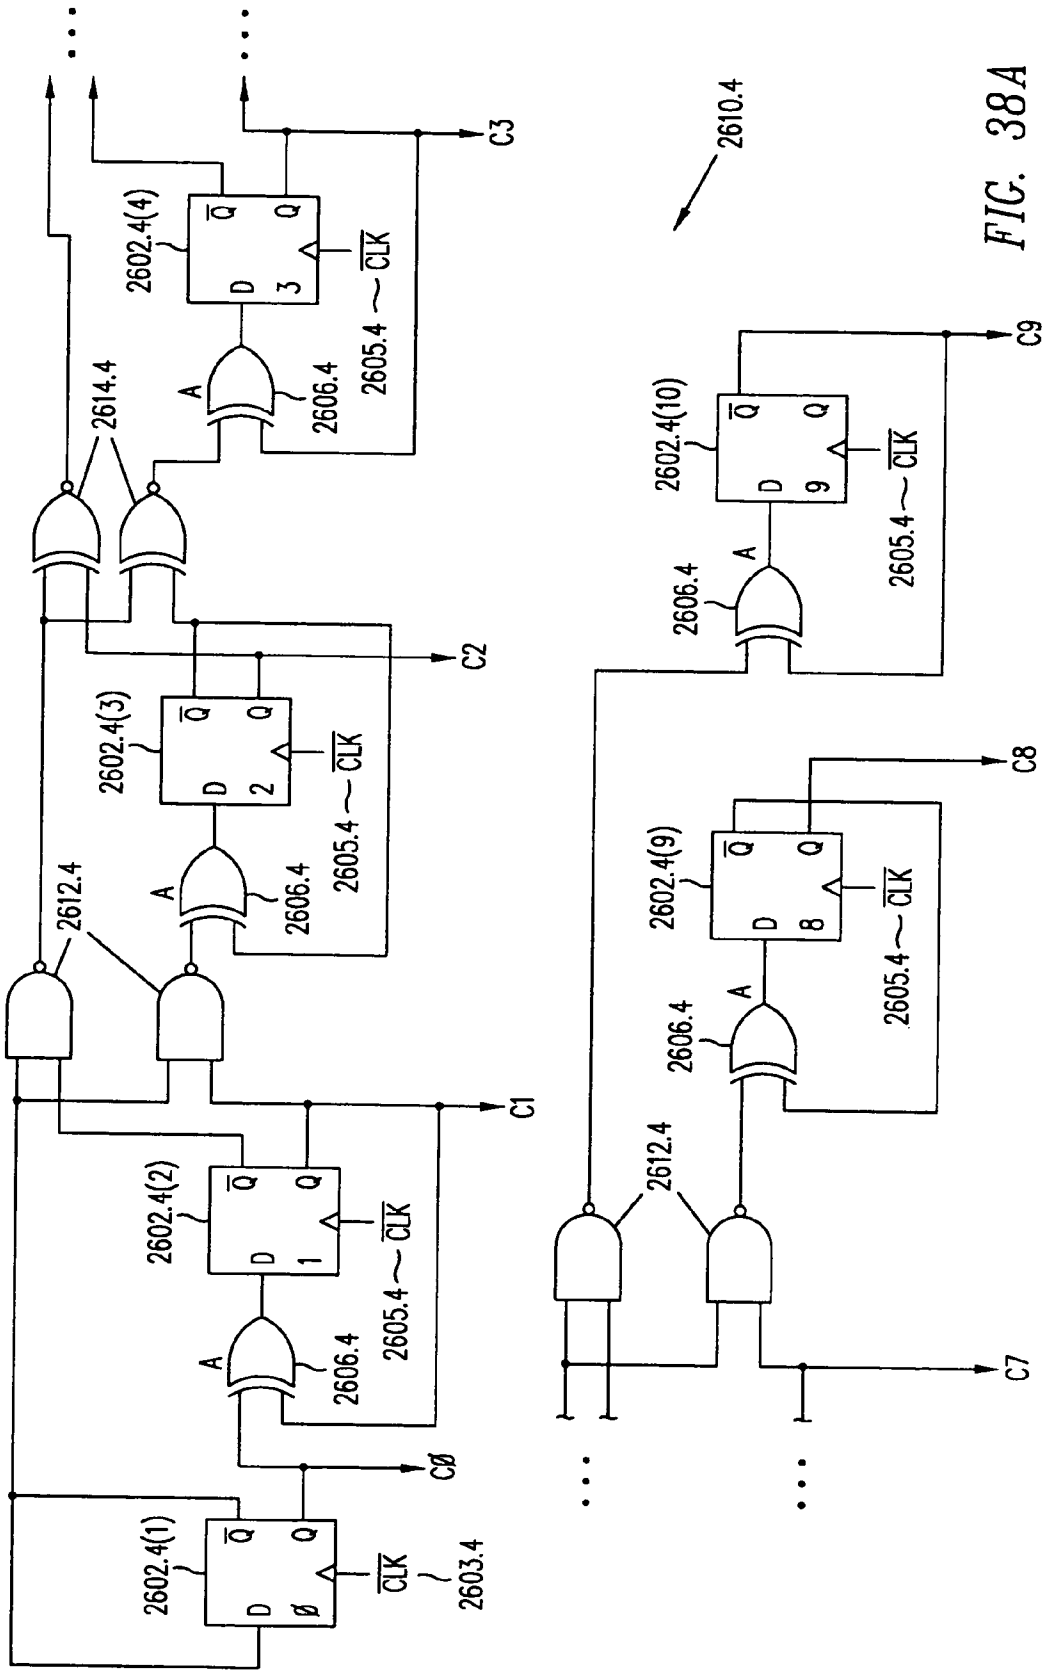 2602.4(1)
D
Q
Ø
Q
CLK
2603.4
CØ
A
2606.4
2602.4(2)
D
Q
1
Q
2605.4
CLK
C1
2612.4
A
2606.4
2602.4(3)
D
Q
2
Q
2605.4
CLK
C2
2614.4
A
2606.4
2602.4(4)
D
Q
3
Q
2605.4
CLK
C3
...
...
2610.4
...
...
C7
2612.4
2606.4
A
2602.4(9)
D
Q
8
Q
2605.4
CLK
C8
2606.4
A
2602.4(10)
D
Q
9
Q
2605.4
CLK
C9
FIG. 38A